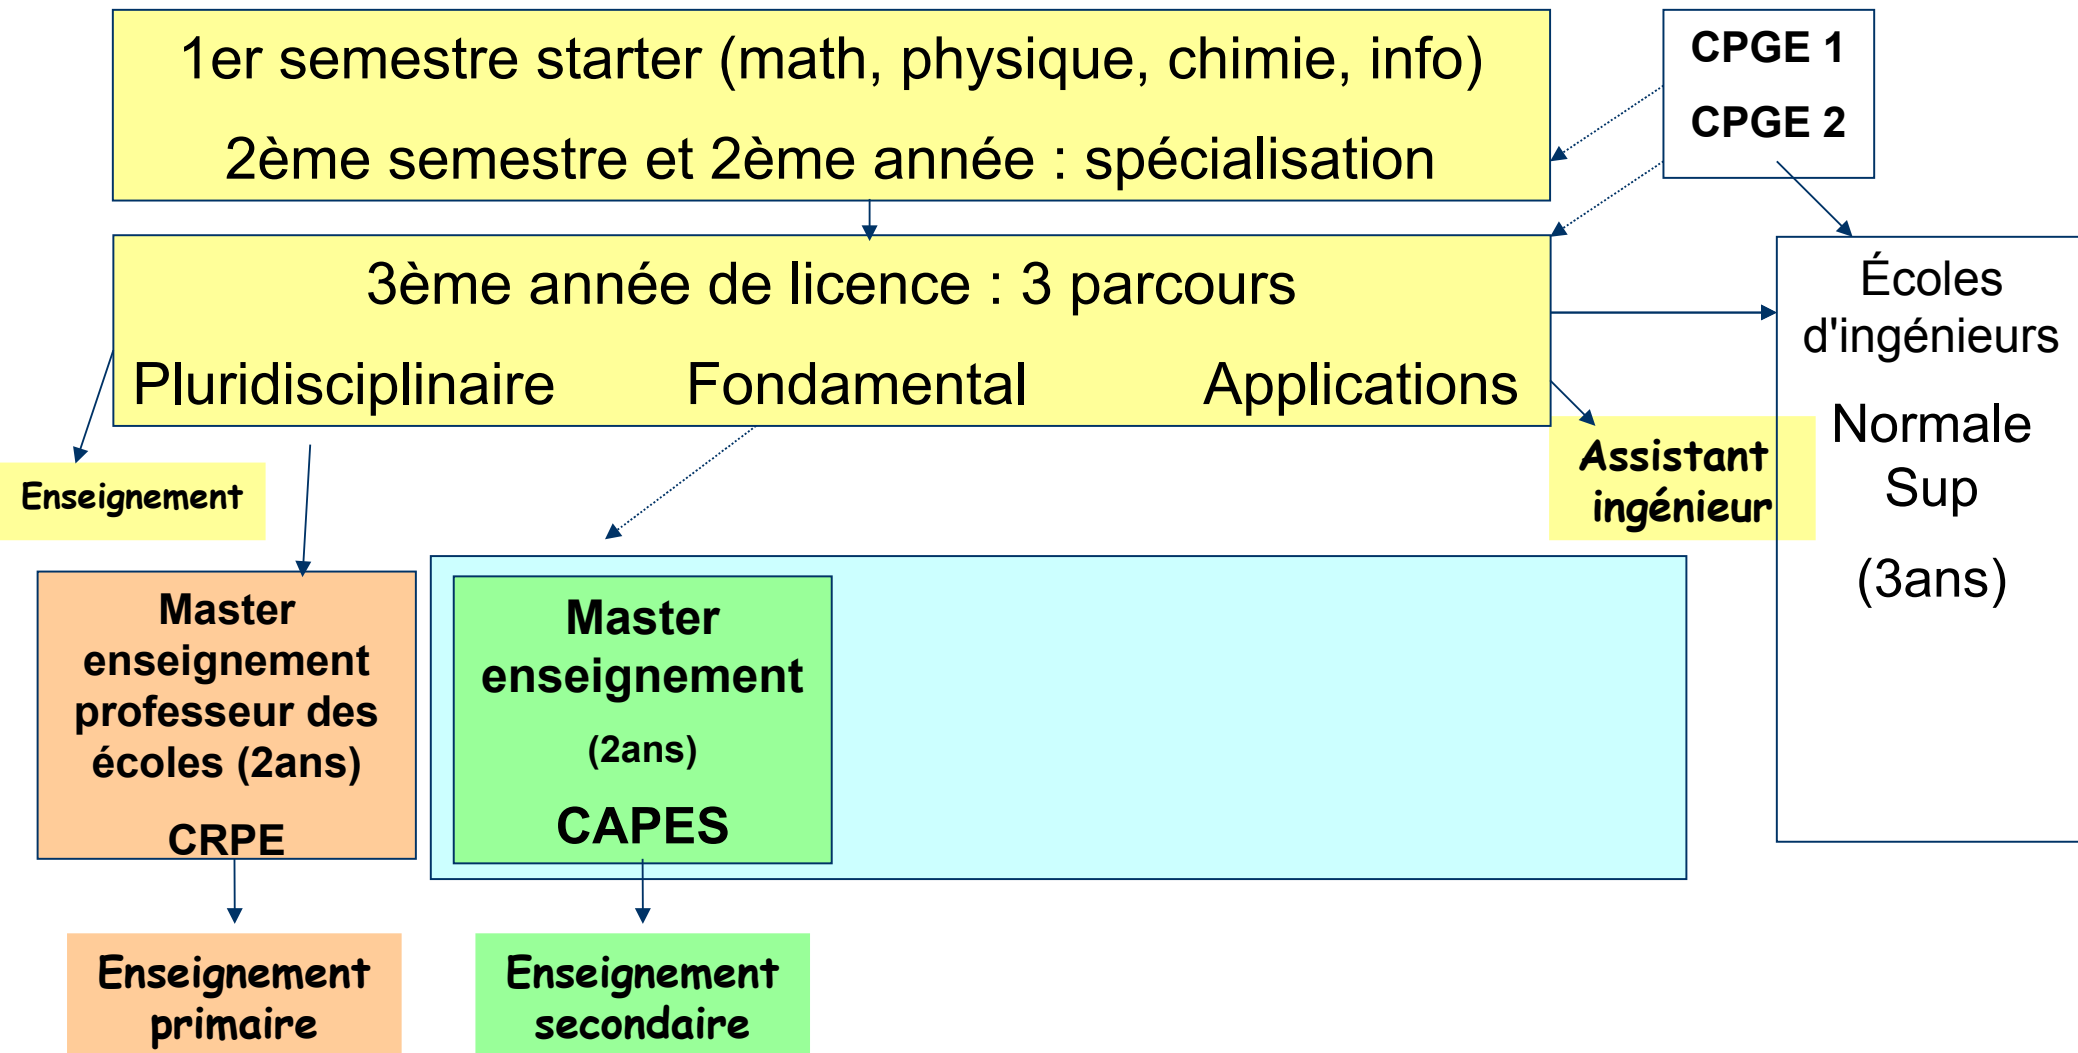 1er semestre starter (math, physique, chimie, info)
2ème semestre et 2ème année : spécialisation
CPGE 1
CPGE 2
3ème année de licence : 3 parcours
Pluridisciplinaire Fondamental Applications
Écoles
d'ingénieurs
Normale
Sup
(3ans)
Enseignement
Assistant
ingénieur
Master
enseignement
professeur des
écoles (2ans)
CRPE
Master
enseignement
(2ans)
CAPES
Enseignement
primaire
Enseignement
secondaire